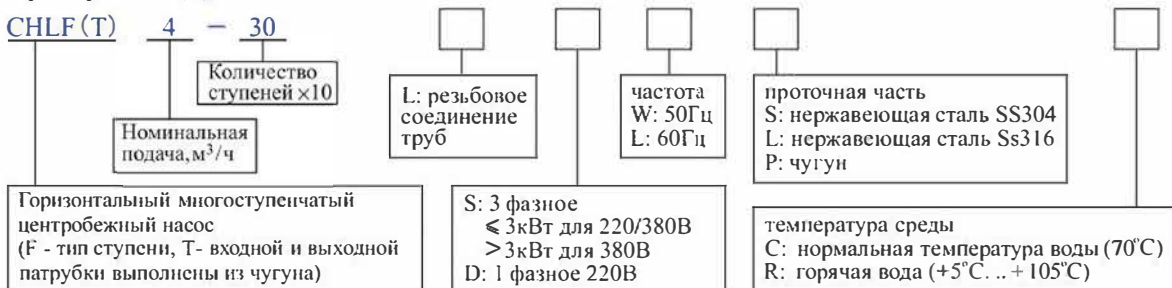 CHLF(T) 4 - 30
Количество
ступеней ×10
Номинальная
подача, м³/ч
Горизонтальный многоступенчатый
центробежный насос
(F - тип ступени, Т- входной и выходной
патрубки выполнены из чугуна)
L: резьбовое
соединение
труб
S: 3 фазное
⩽ 3кВт для 220/380В
>3кВт для 380В
D: 1 фазное 220В
частота
W: 50Гц
L: 60Гц
проточная часть
S: нержавеющая сталь SS304
L: нержавеющая сталь Ss316
P: чугун
температура среды
C: нормальная температура воды (70°C)
R: горячая вода (+5°C. .. +105°C)